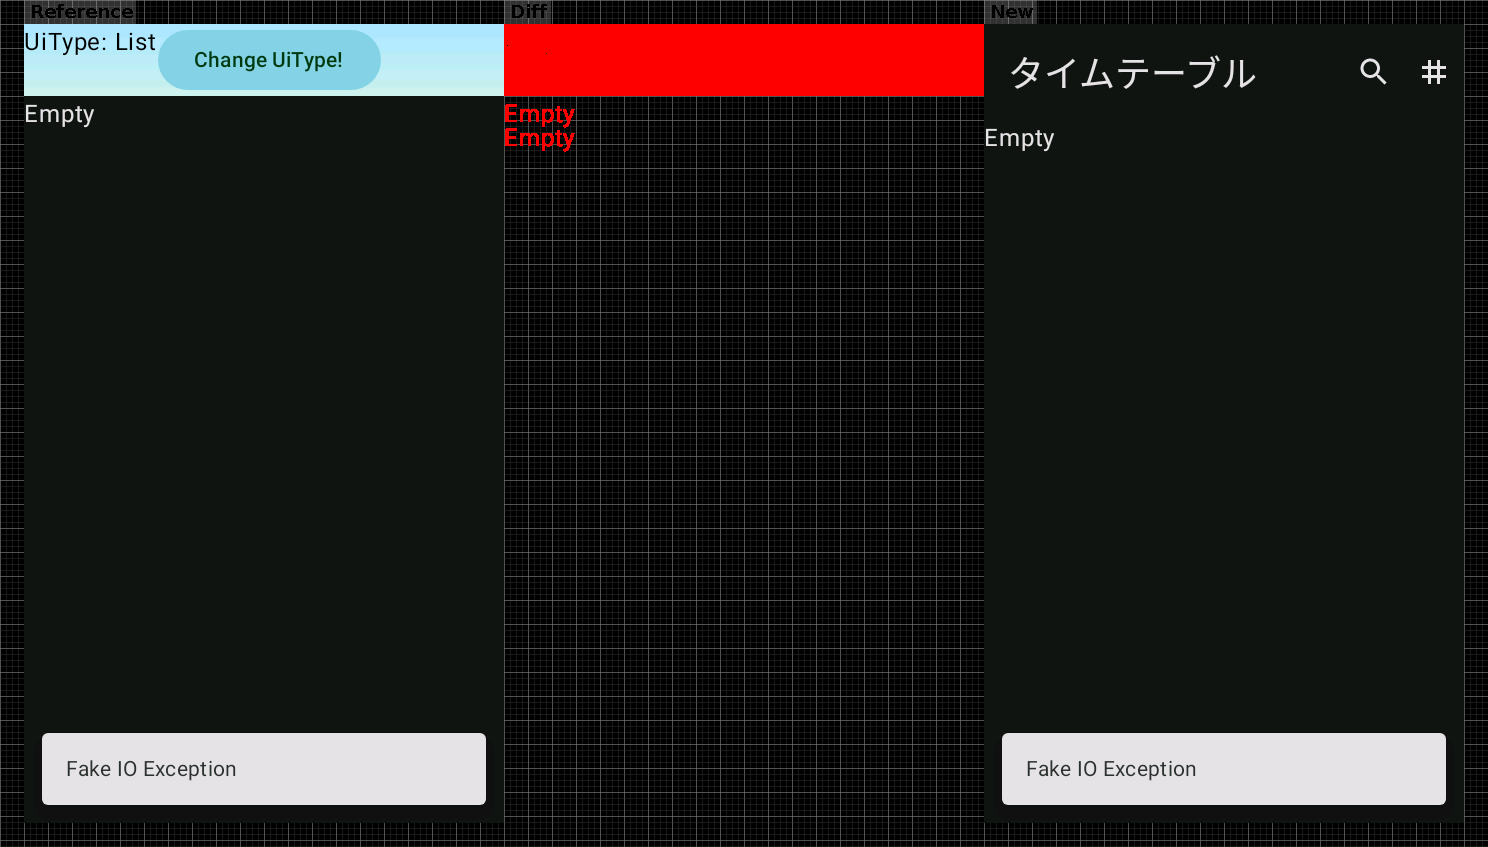 Reference
Diff
New
UiType: List
Change UiType!
タイムテーブル
Empty
Empty
Empty
Empty
Fake IO Exception
Fake IO Exception